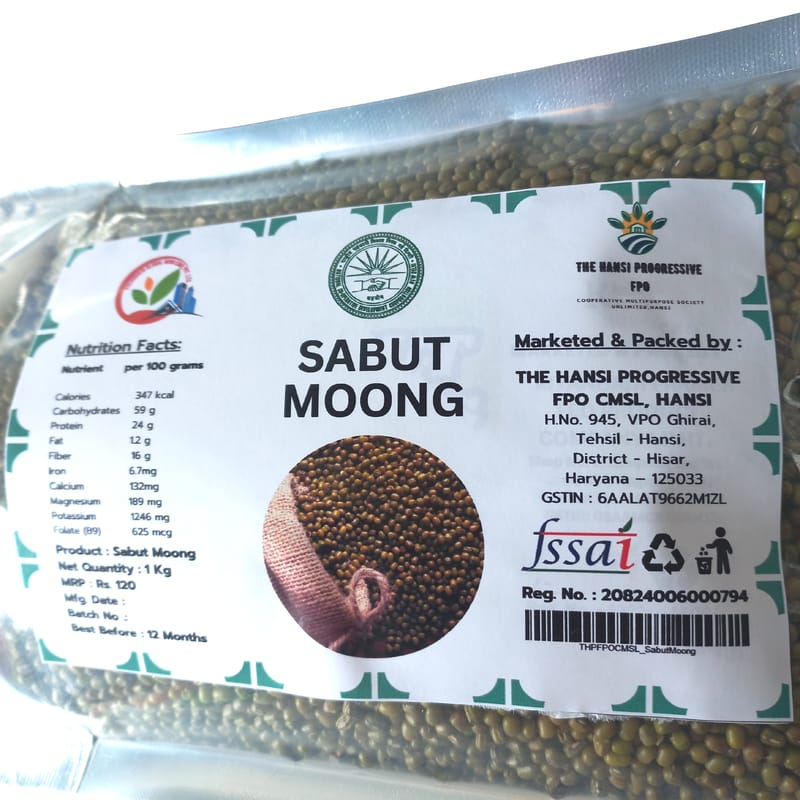 Nutrition Facts:
Nutrient per 100 grams
Calories 347 kcal
Carbohydrates 59 g
Protein 24 g
Fat 1.2 g
Fiber 16 g
Iron 6.7mg
Calcium 132mg
Magnesium 189 mg
Potassium 1246 mg
Folate (B9) 625 mcg
Product : Sabut Moong
Net Quantity : 1 Kg
MRP : Rs. 120
Mfg. Date :
Batch No :
Best Before : 12 Months
SABUT
MOONG
THE HANSI PROGRESSIVE
FPO
COOPERATIVE MULTIPURPOSE SOCIETY
UNLIMITED,HANSI
Marketed & Packed by :
THE HANSI PROGRESSIVE
FPO CMSL, HANSI
H.No. 945, VPO Ghirai,
Tehsil - Hansi,
District - Hisar,
Haryana – 125033
GSTIN : 6AALAT9662M1ZL
fssai
Reg. No. : 20824006000794
THPFPOCMSL_SabutMoong